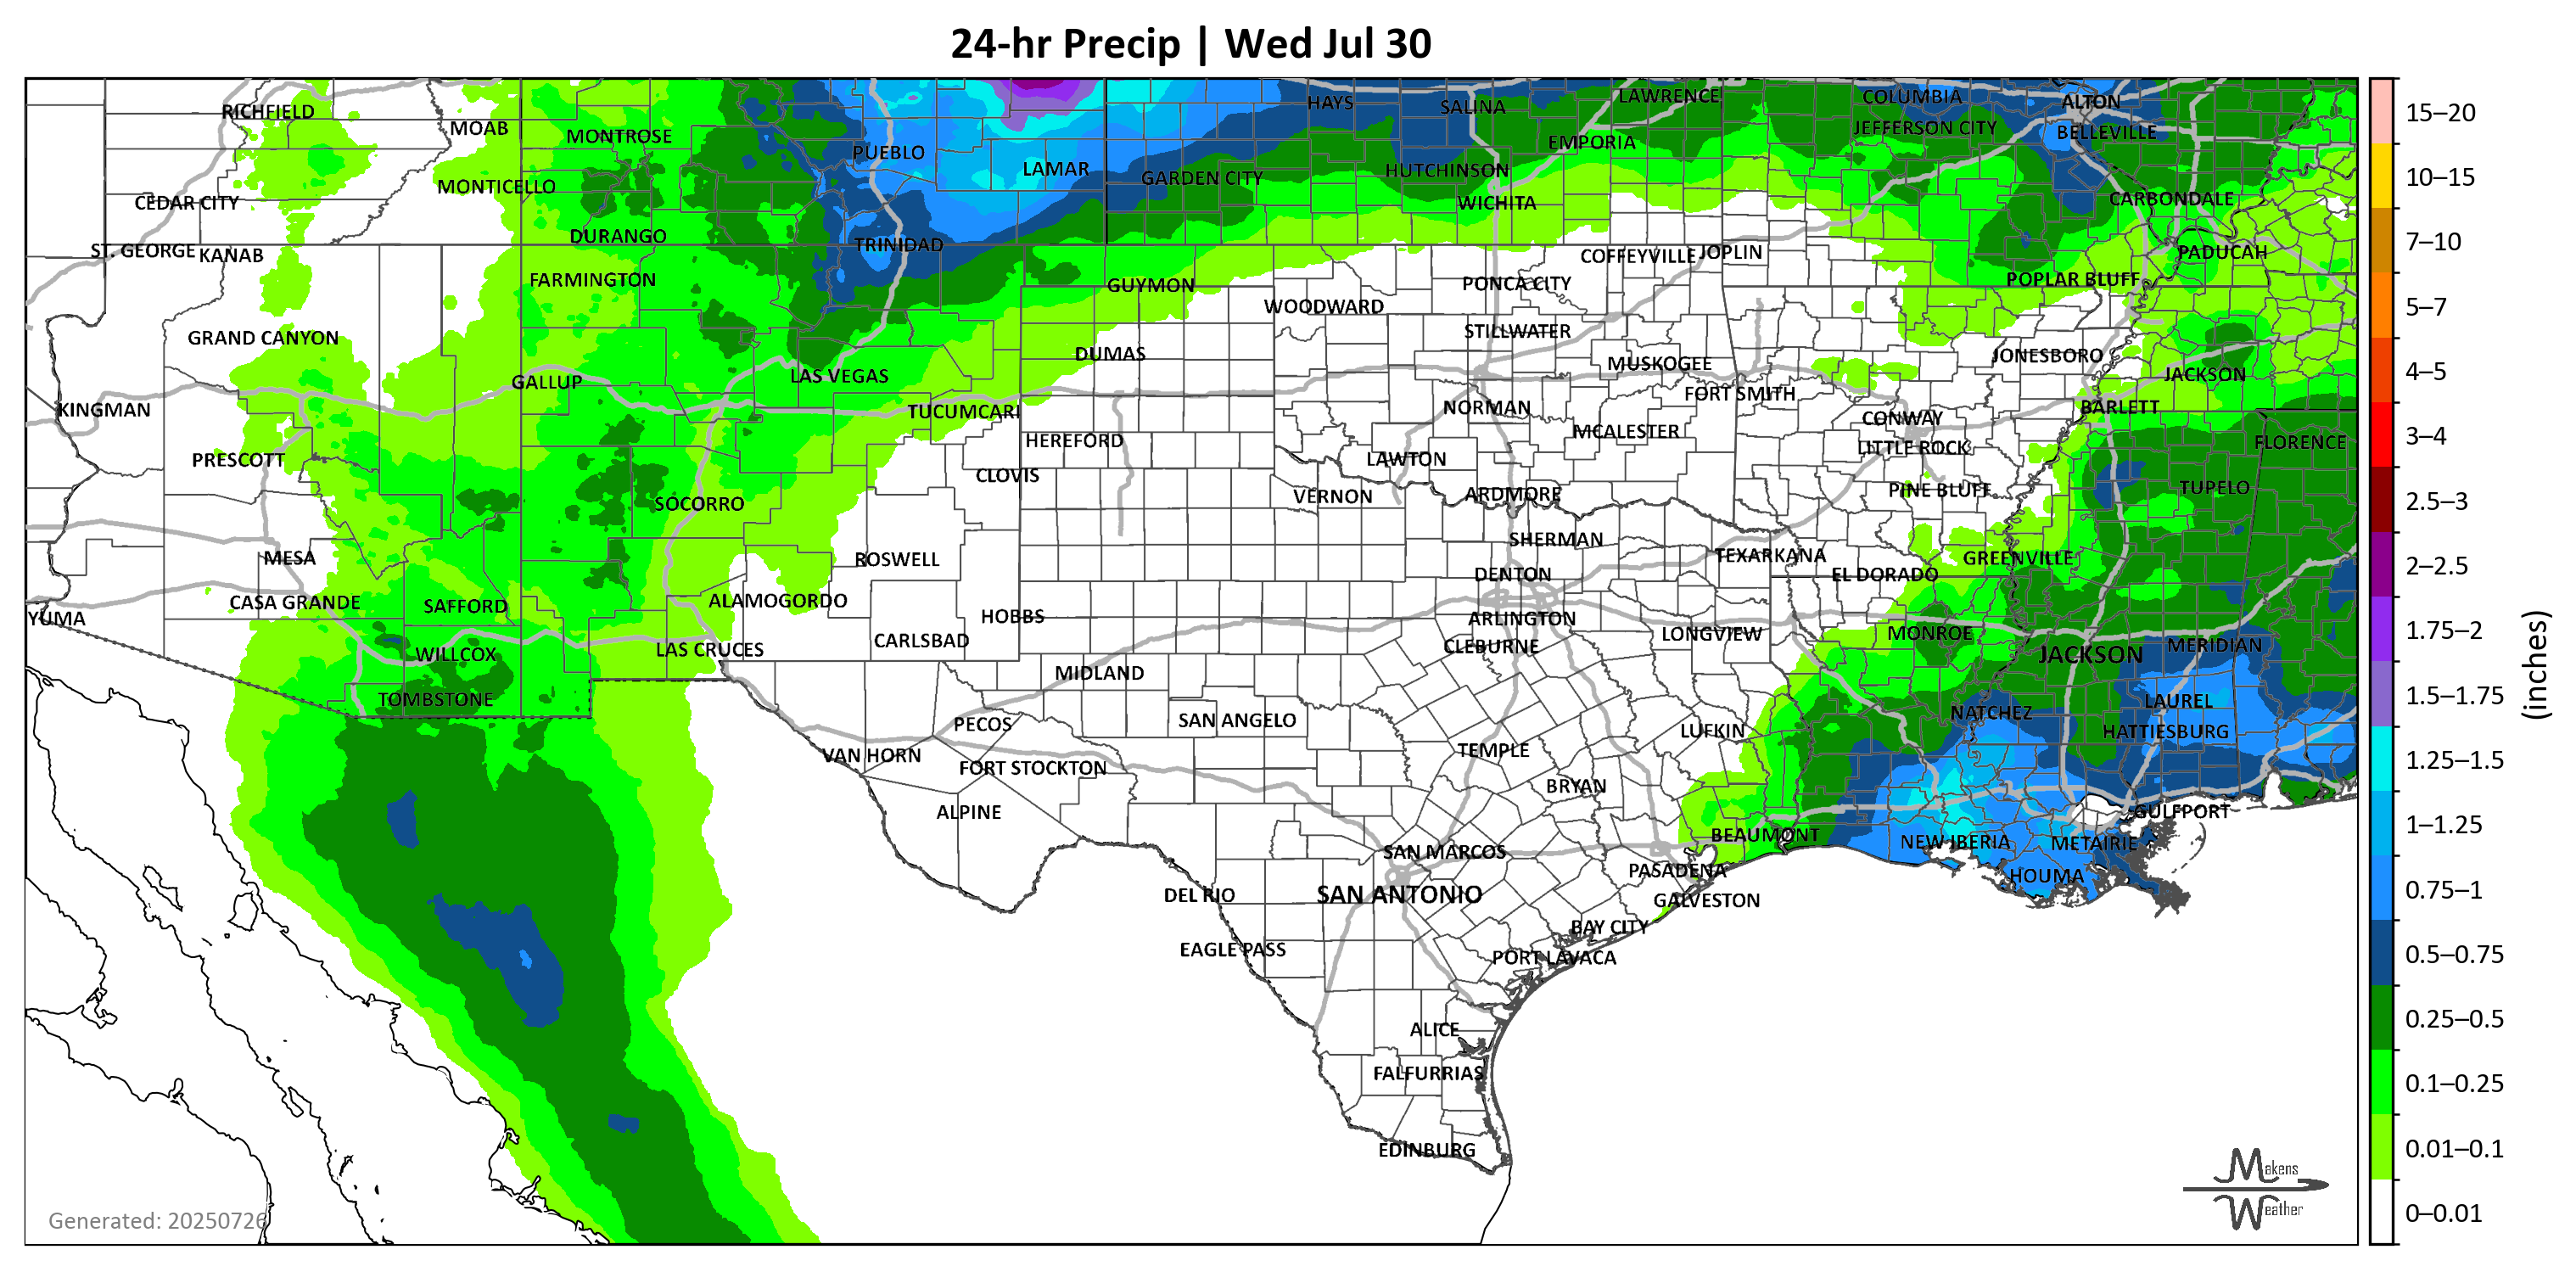 24-hr Precip | Wed Jul 30
RICHFIELD
MOAB
MONTROSE
PUEBLO
LAMAR
HAYS
SALINA
LAWRENCE
COLUMBIA
ALTON
JEFFERSON CITY
BELLEVILLE
EMPORIA
HUTCHINSON
GARDEN CITY
MONTICELLO
CEDAR CITY
WICHITA
CARBONDALE
DURANGO
TRINIDAD
ST. GEORGE
KANAB
COFFEYVILLE
JOPLIN
PADUCAH
FARMINGTON
GUYMON
PONCA CITY
POPLAR BLUFF
WOODWARD
GRAND CANYON
STILLWATER
DUMAS
MUSKOGEE
JONESBORO
GALLUP
LAS VEGAS
JACKSON
FORT SMITH
KINGMAN
TUCUMCARI
NORMAN
CONWAY
BARLETT
HEREFORD
MCALESTER
LITTLE ROCK
FLORENCE
PRESCOTT
LAWTON
CLOVIS
SOCORRO
VERNON
ARDMORE
PINE BLUFF
TUPELO
MESA
ROSWELL
SHERMAN
TEXARKANA
GREENVILLE
DENTON
EL DORADO
CASA GRANDE
SAFFORD
ALAMOGORDO
YUMA
HOBBS
ARLINGTON
CARLSBAD
CLEBURNE
LONGVIEW
MONROE
WILLCOX
LAS CRUCES
JACKSON
MERIDIAN
MIDLAND
TOMBSTONE
PECOS
SAN ANGELO
LUFKIN
NATCHEZ
LAUREL
HATTIESBURG
VAN HORN
FORT STOCKTON
TEMPLE
BRYAN
ALPINE
GULFPORT
BEAUMONT
SAN MARCOS
NEW IBERIA
METAIRIE
PASADENA
HOUMA
DEL RIO
SAN ANTONIO
GALVESTON
BAY CITY
EAGLE PASS
PORT LAVACA
ALICE
FALFURRIAS
EDINBURG
Generated: 20250726
Makens
Weather
15–20
10–15
7–10
5–7
4–5
3–4
2.5–3
2–2.5
1.75–2
1.5–1.75
1.25–1.5
1–1.25
0.75–1
0.5–0.75
0.25–0.5
0.1–0.25
0.01–0.1
0–0.01
(inches)